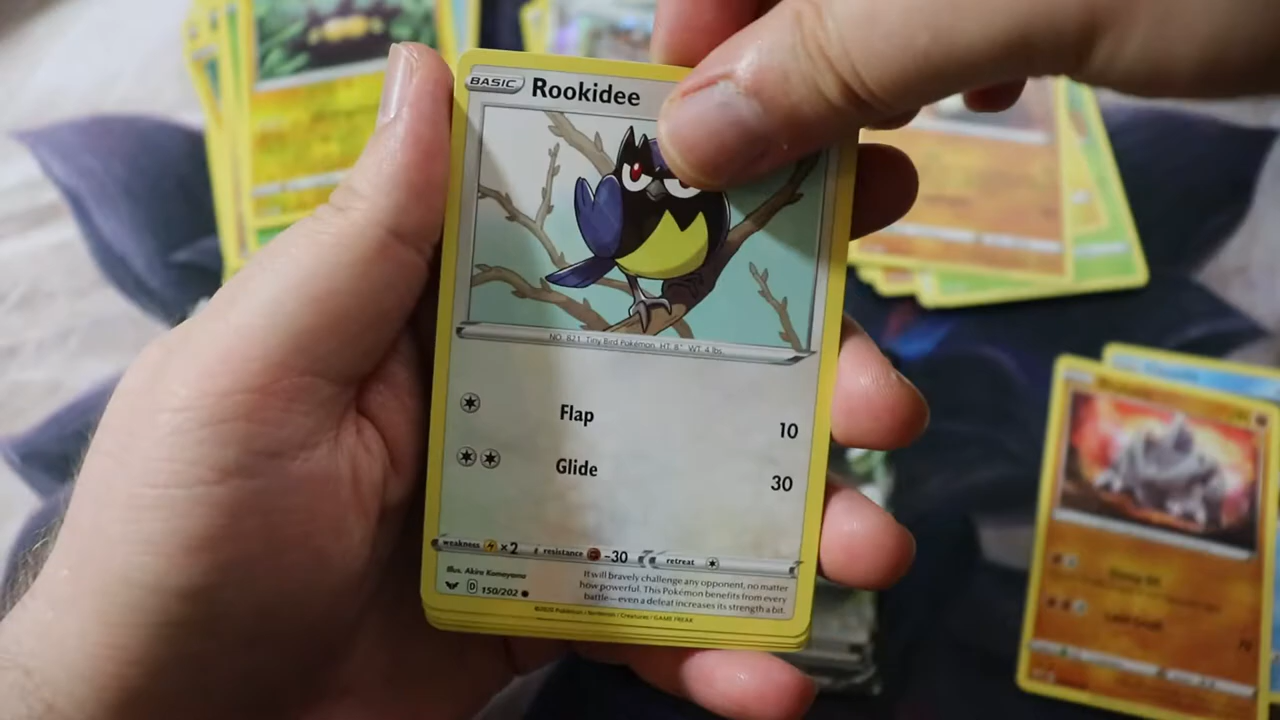 BASIC Rookidee
NO. 821 Tiny Bird Pokémon HT: 8" WT: 4 lbs.
Flap 10
Glide 30
weakness ×2 resistance -30 retreat
Illus. Akira Komayama
It will bravely challenge any opponent, no matter
how powerful. This Pokémon benefits from every
battle—even a defeat increases its strength a bit.
D 150/202
©2020 Pokémon / Nintendo / Creatures / GAME FREAK